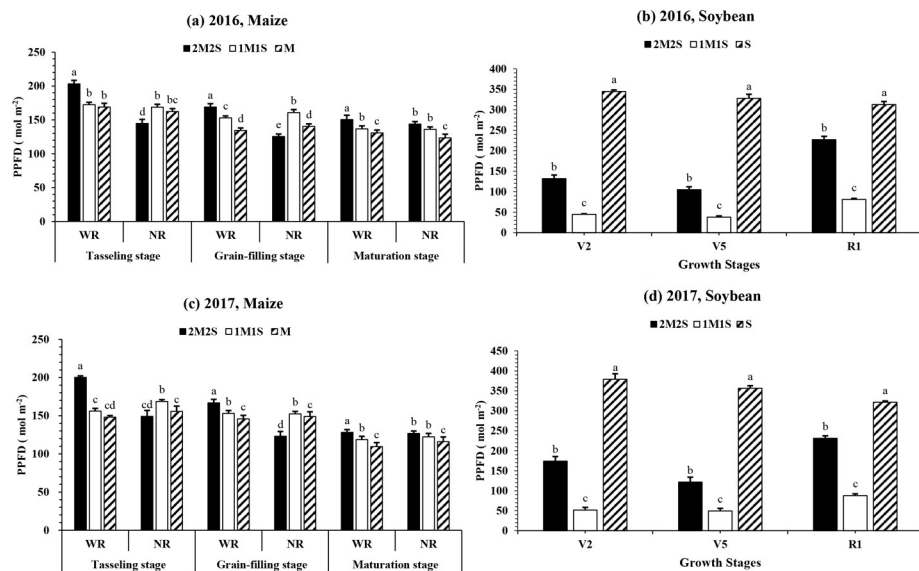 (a) 2016, Maize
2M2S 1M1S M
PPFD ( mol m-2)
250
200
150
100
50
0
a b b d b bc a c d e b d a b c b b c
WR NR WR NR WR NR
Tasseling stage Grain-filling stage Maturation stage
(b) 2016, Soybean
2M2S 1M1S S
PPFD ( mol m-2)
400
350
300
250
200
150
100
50
0
b c a b c a b c a
V2 V5 R1
Growth Stages
(c) 2017, Maize
2M2S 1M1S M
PPFD ( mol m-2)
250
200
150
100
50
0
a c cd cd b c a b c d b c a b c a b c
WR NR WR NR WR NR
Tasseling stage Grain-filling stage Maturation stage
(d) 2017, Soybean
2M2S 1M1S S
PPFD ( mol m-2)
450
400
350
300
250
200
150
100
50
0
b c a b c a b c a
V2 V5 R1
Growth Stages